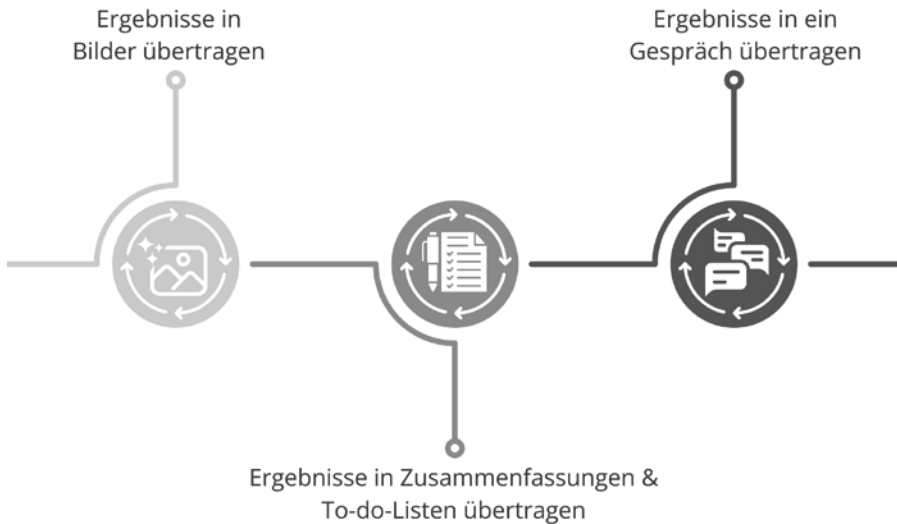 Ergebnisse in
Bilder übertragen
Ergebnisse in ein
Gespräch übertragen
Ergebnisse in Zusammenfassungen &
To-do-Listen übertragen